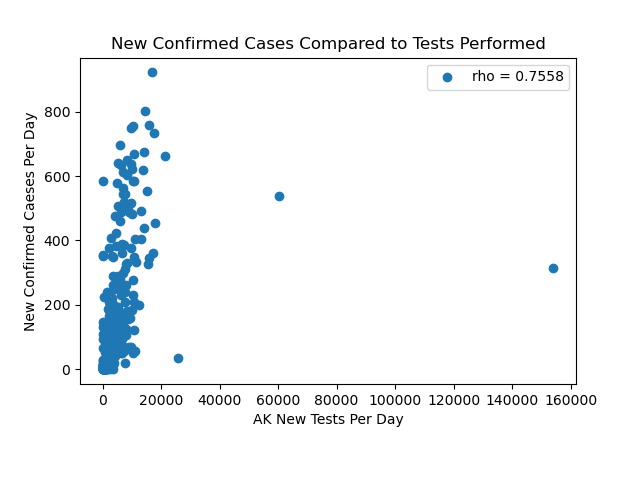 New Confirmed Cases Compared to Tests Performed
rho = 0.7558
New Confirmed Caeses Per Day
800
600
400
200
0
0 20000 40000 60000 80000 100000 120000 140000 160000
AK New Tests Per Day